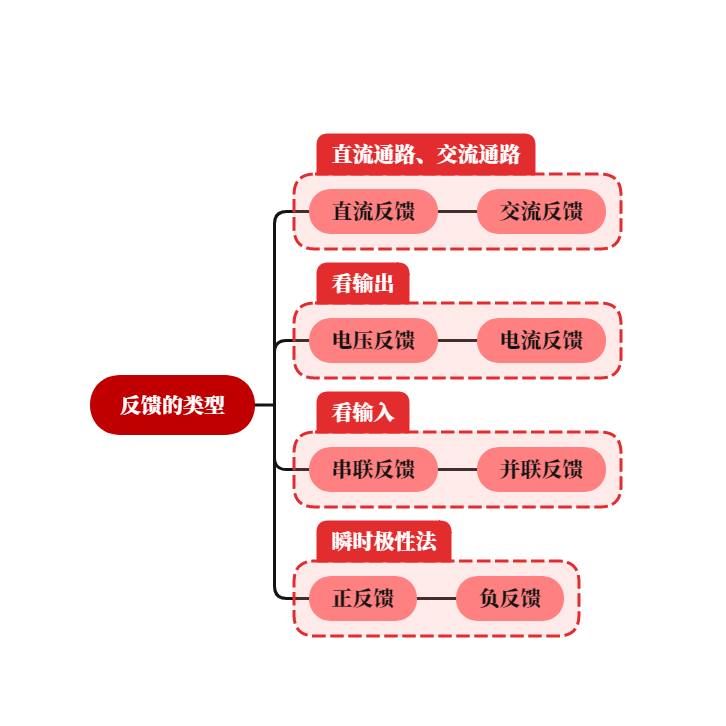 直流通路、交流通路
直流反馈
交流反馈
看输出
电压反馈
电流反馈
反馈的类型
看输入
串联反馈
并联反馈
瞬时极性法
正反馈
负反馈